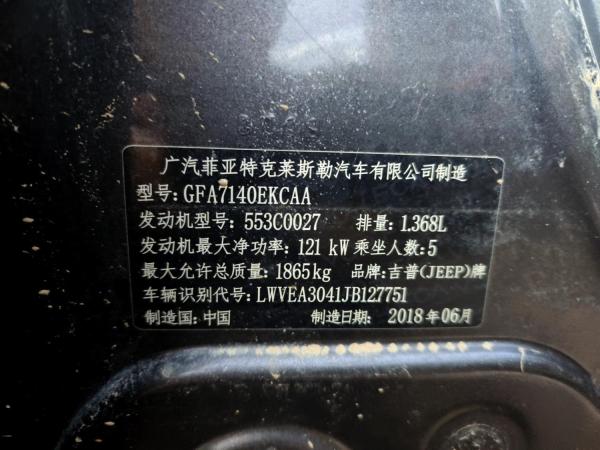 广汽菲亚特克莱斯勒汽车有限公司制造
型号: GFA7140EKCAA
发动机型号: 553C0027 排量: 1.368L
发动机最大净功率: 121 kW 乘坐人数: 5
最大允许总质量: 1865kg 品牌: 吉普(JEEP)牌
车辆识别代号: LWVEA3041JB127751
制造国: 中国 制造日期: 2018年06月